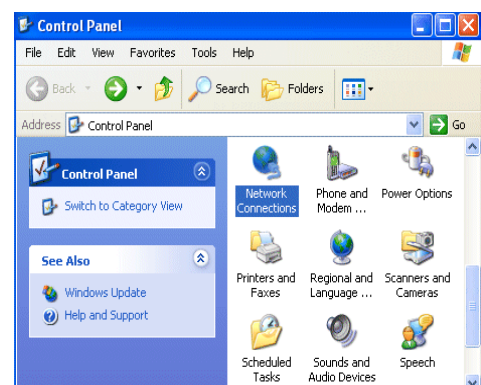 Control Panel
File Edit View Favorites Tools Help
Back Search Folders
Address Control Panel Go
Control Panel
Switch to Category View
See Also
Windows Update
Help and Support
Network Connections
Phone and Modem ...
Power Options
Printers and Faxes
Regional and Language ...
Scanners and Cameras
Scheduled Tasks
Sounds and Audio Devices
Speech